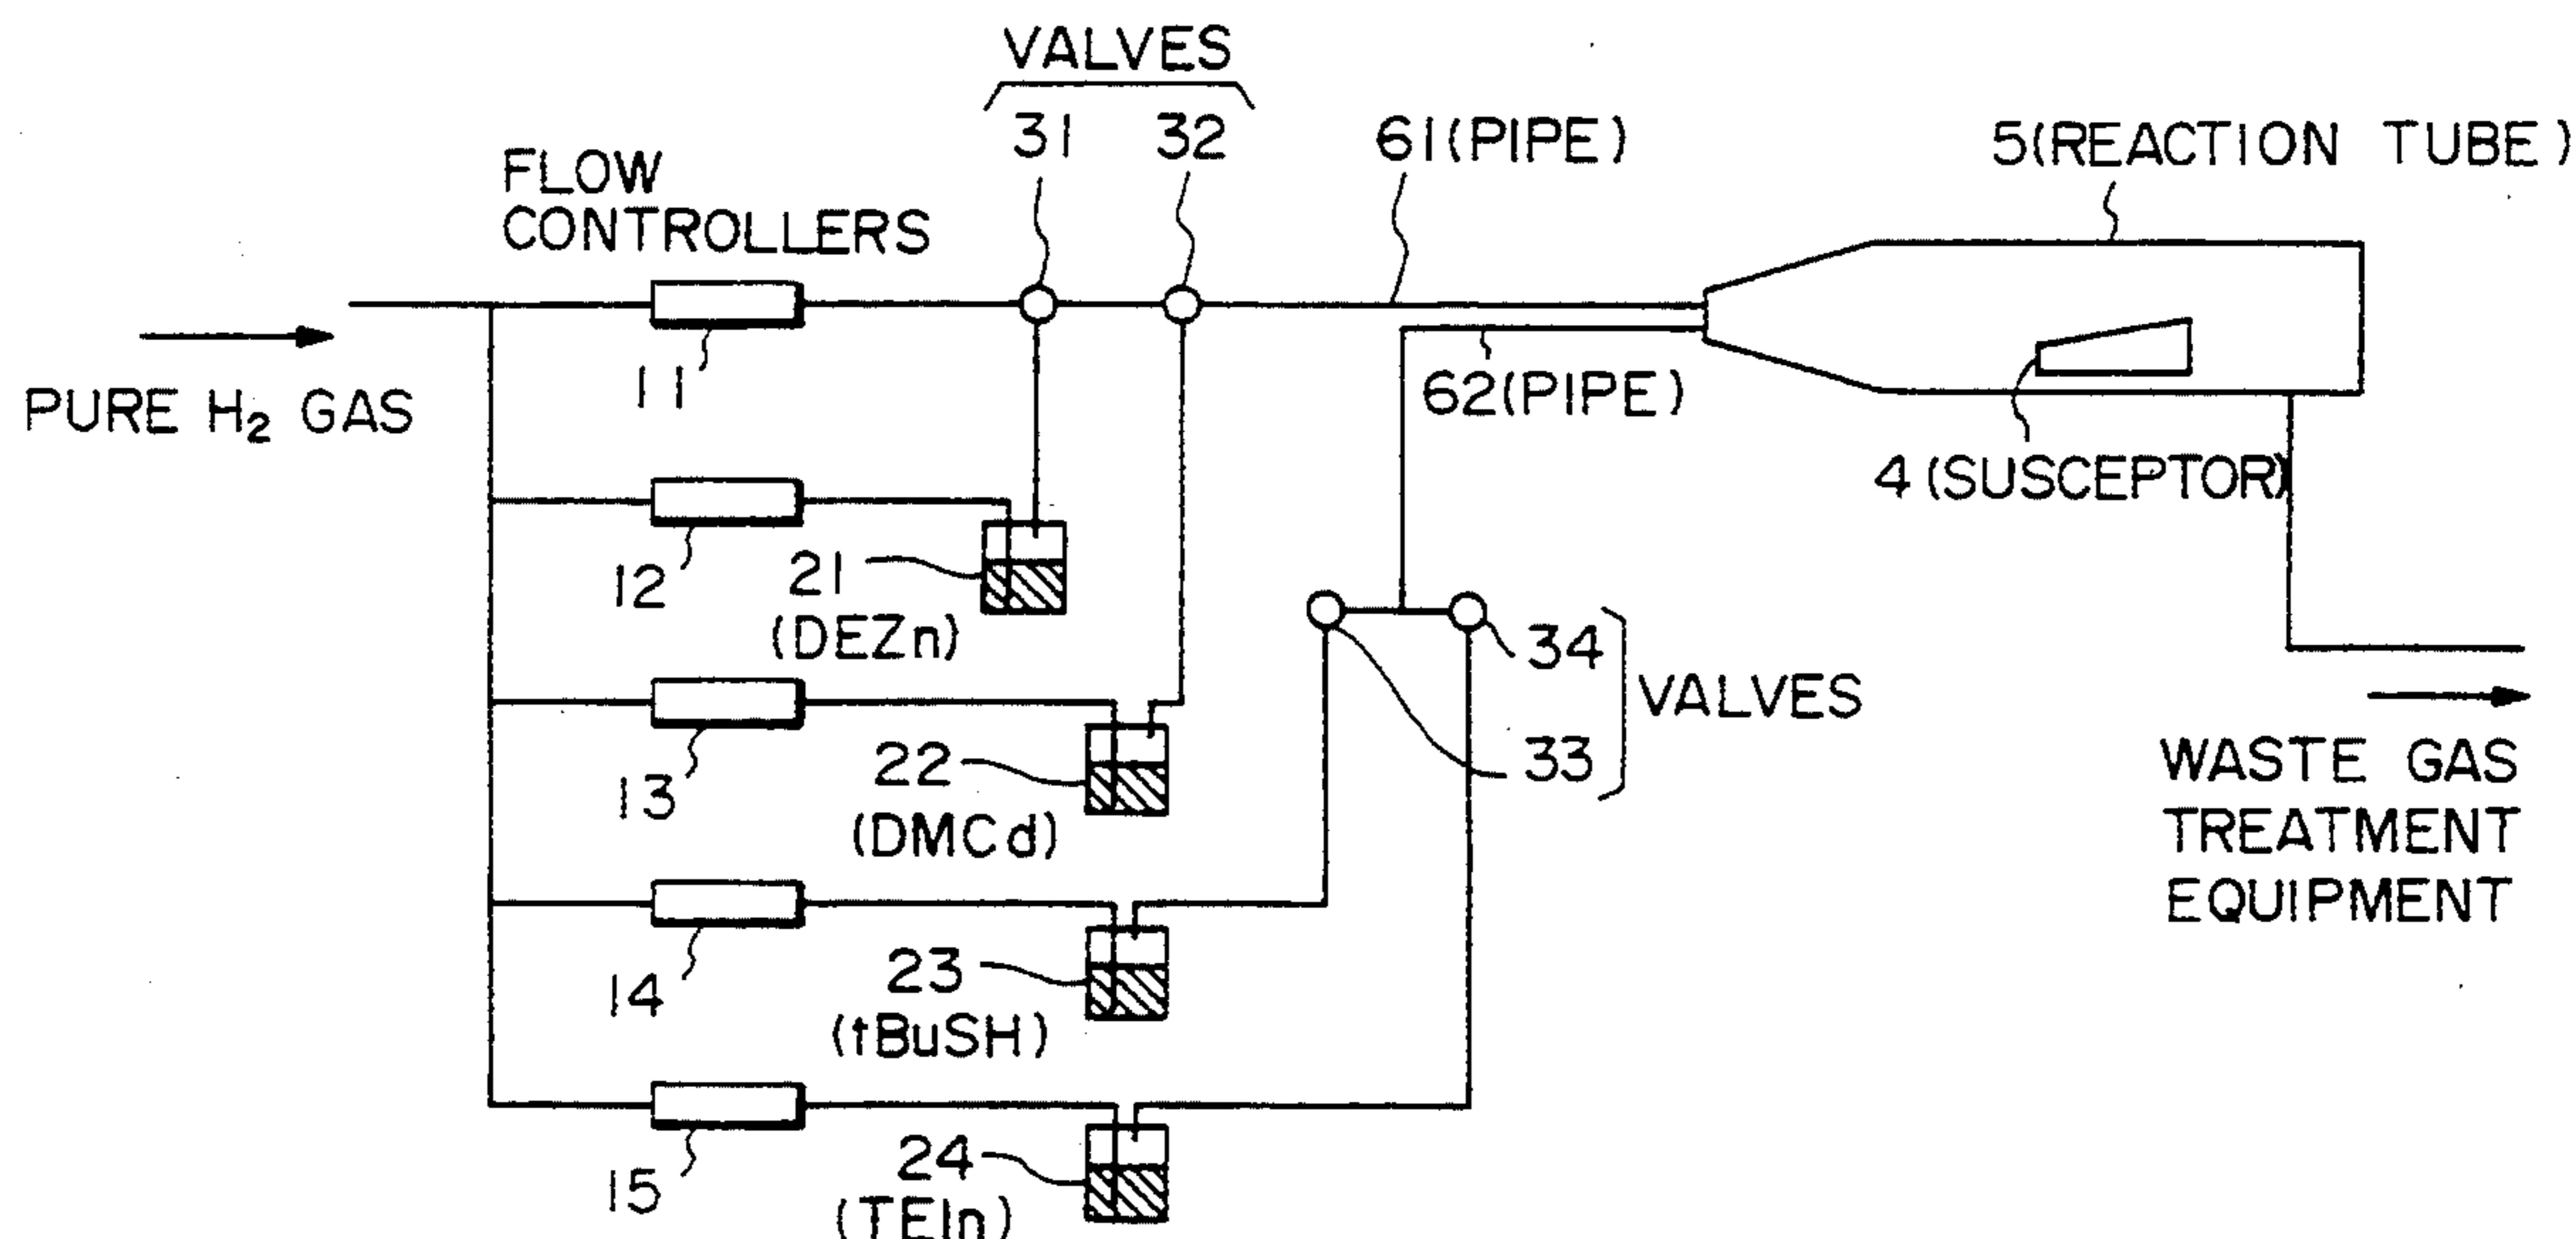 VALVES
31 32
61(PIPE)
5(REACTION TUBE)
FLOW
CONTROLLERS
11
PURE H₂ GAS
62(PIPE)
4(SUSCEPTOR)
12
21
(DEZn)
34
33
VALVES
13
22
(DMCd)
WASTE GAS
TREATMENT
EQUIPMENT
14
23
(tBuSH)
15
24
(TEIn)